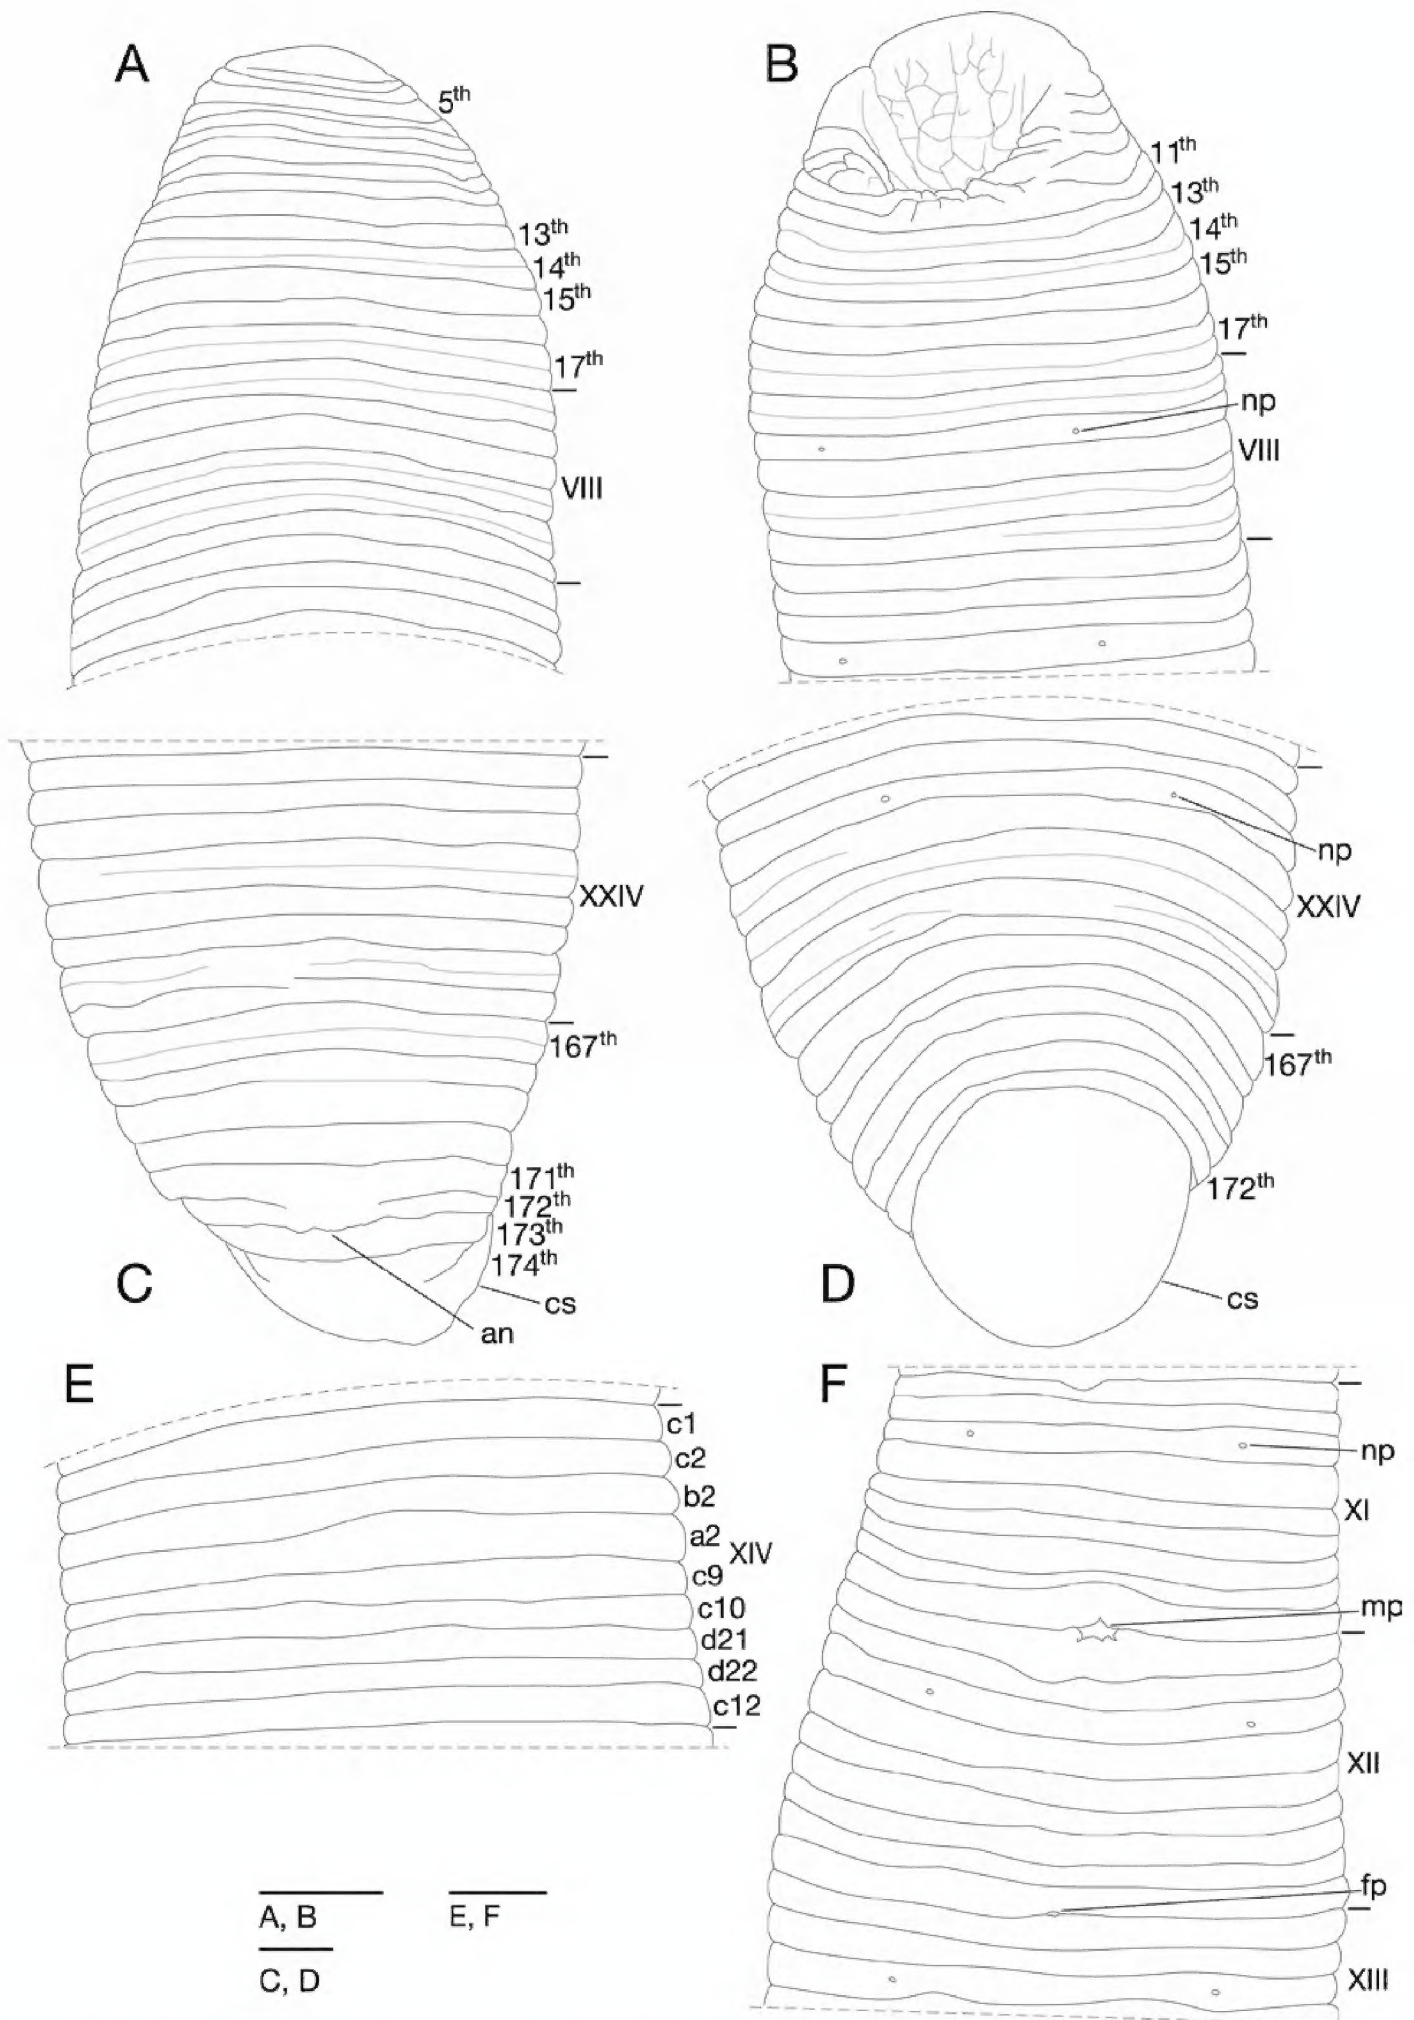 A
5th
13th
14th
15th
17th
VIII
B
11th
13th
14th
15th
17th
np
VIII
XXIV
167th
171th
172th
173th
174th
C
cs
an
np
XXIV
167th
172th
D
cs
E
c1
c2
b2
a2
XIV
c9
c10
d21
d22
c12
F
np
XI
mp
XII
fp
XIII
A, B
E, F
C, D